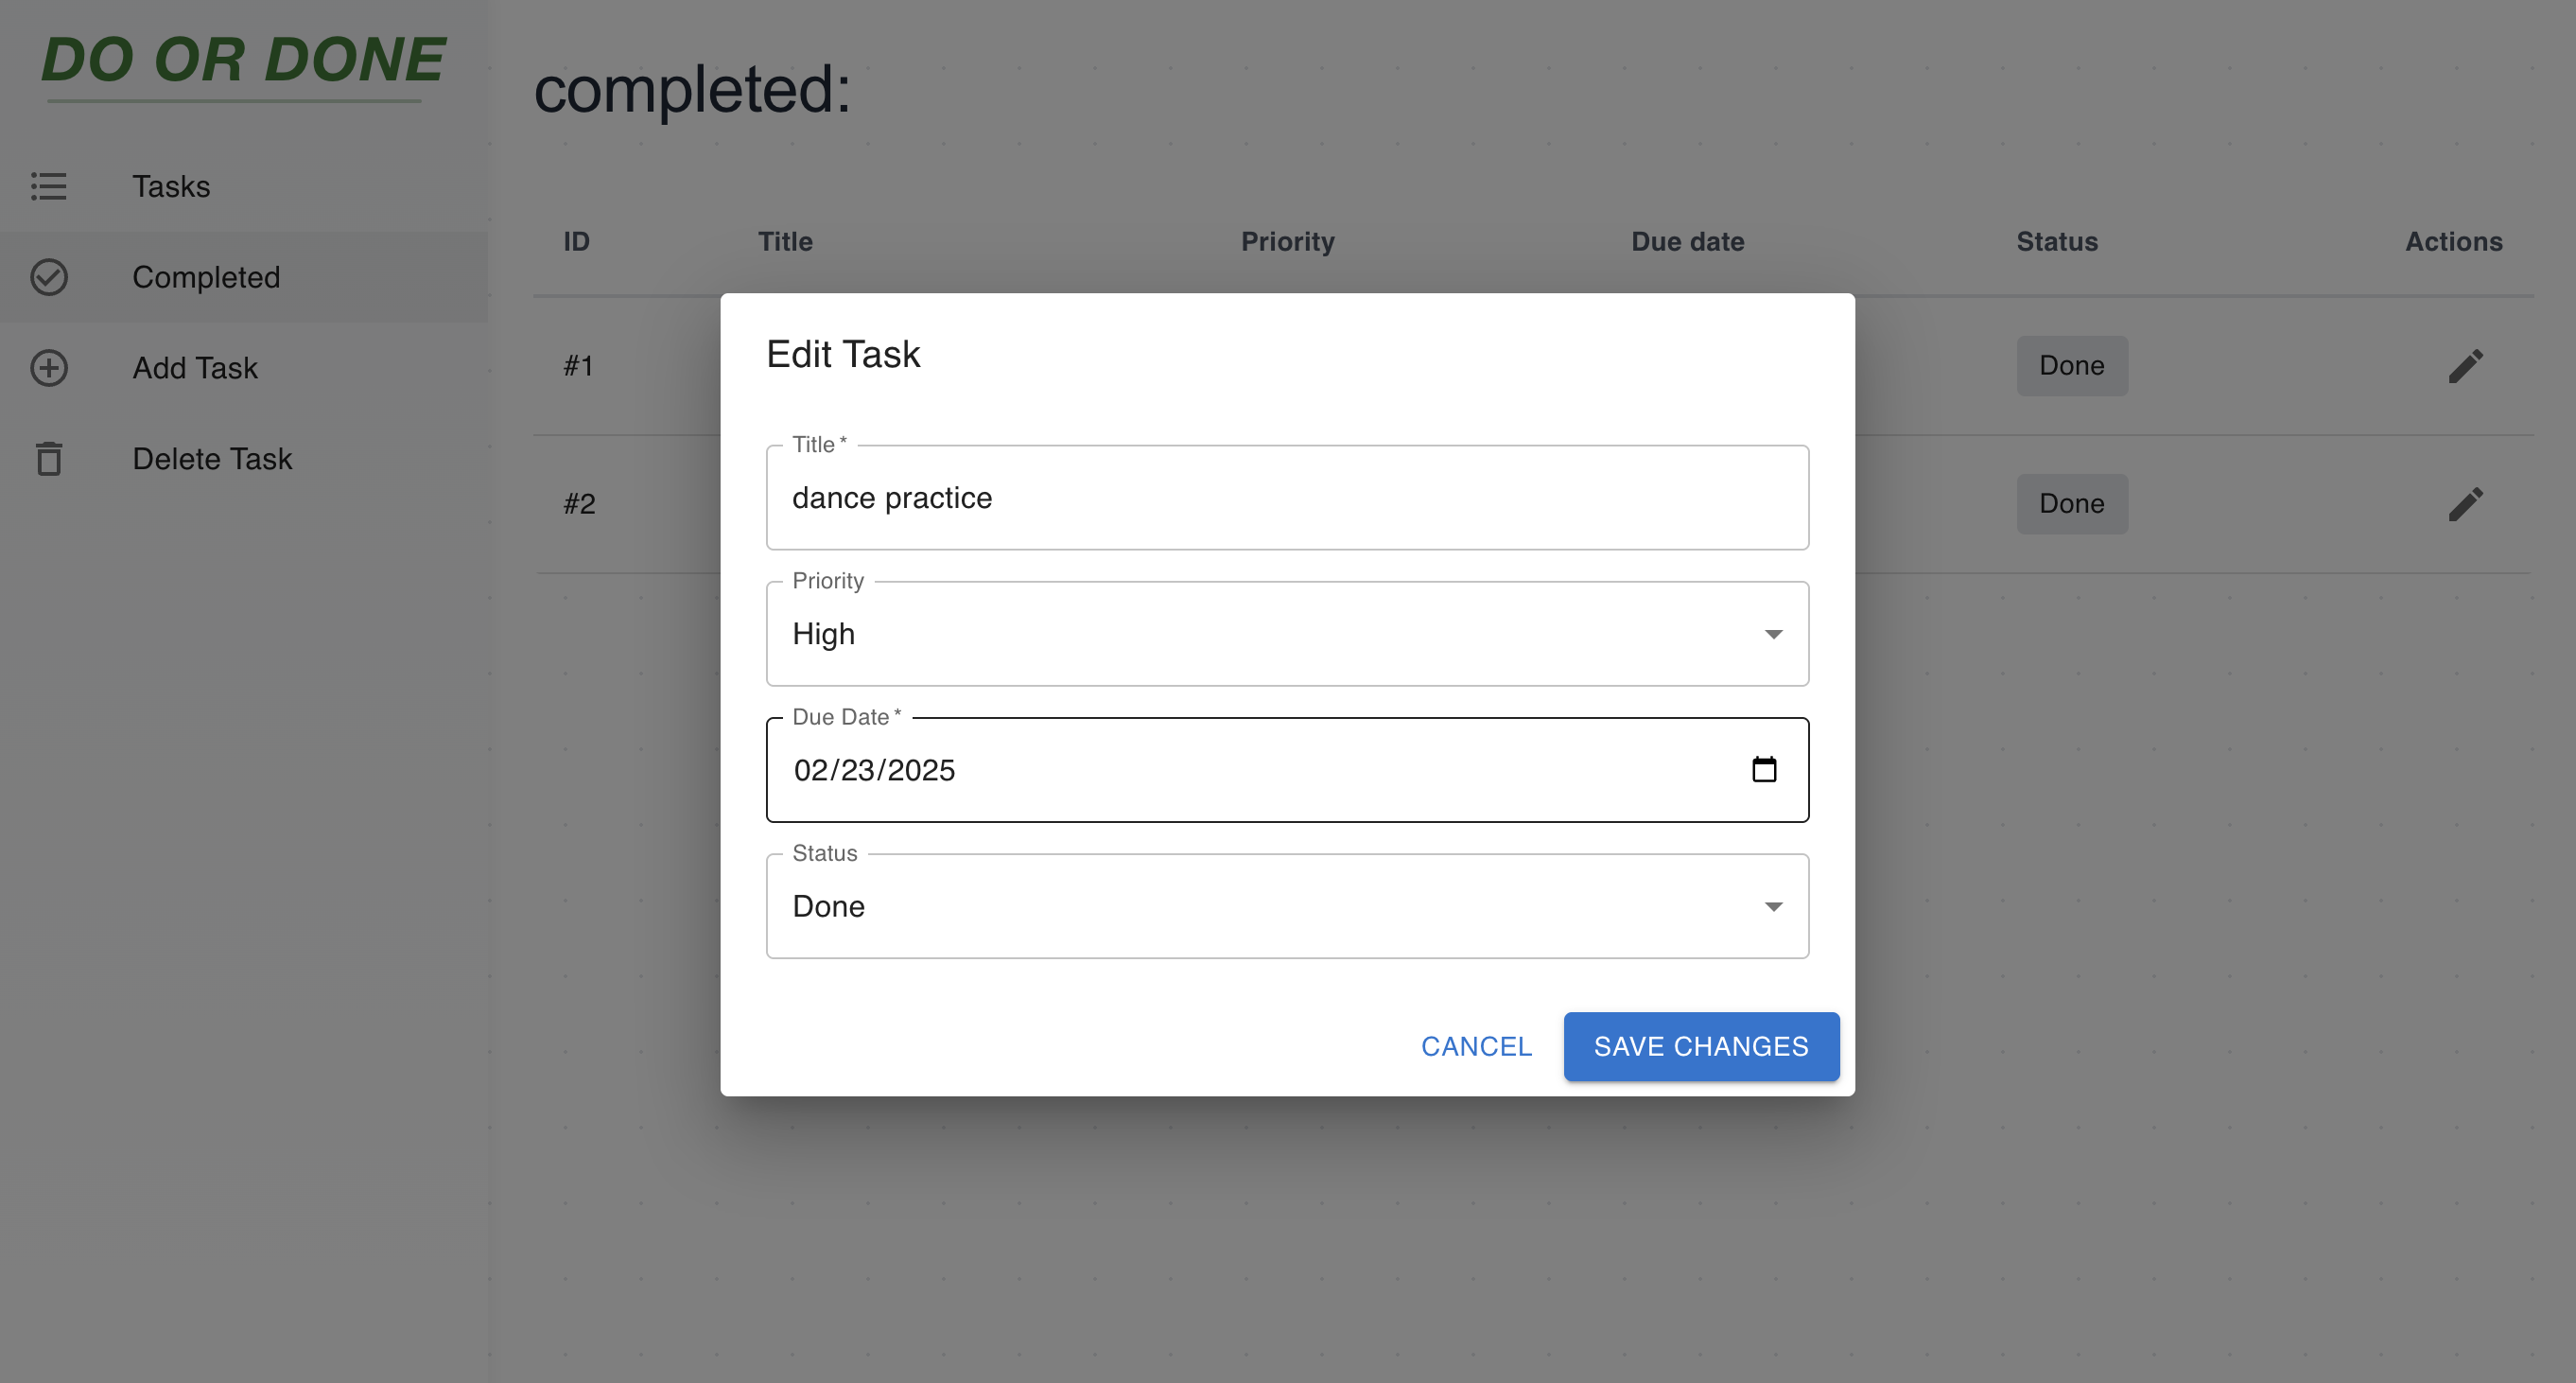 DO OR DONE
Tasks
Completed
Add Task
Delete Task
completed:
ID Title Priority Due date Status Actions
#1 Done
#2 Done
Edit Task
Title *
dance practice
Priority
High
Due Date *
02/23/2025
Status
Done
CANCEL SAVE CHANGES